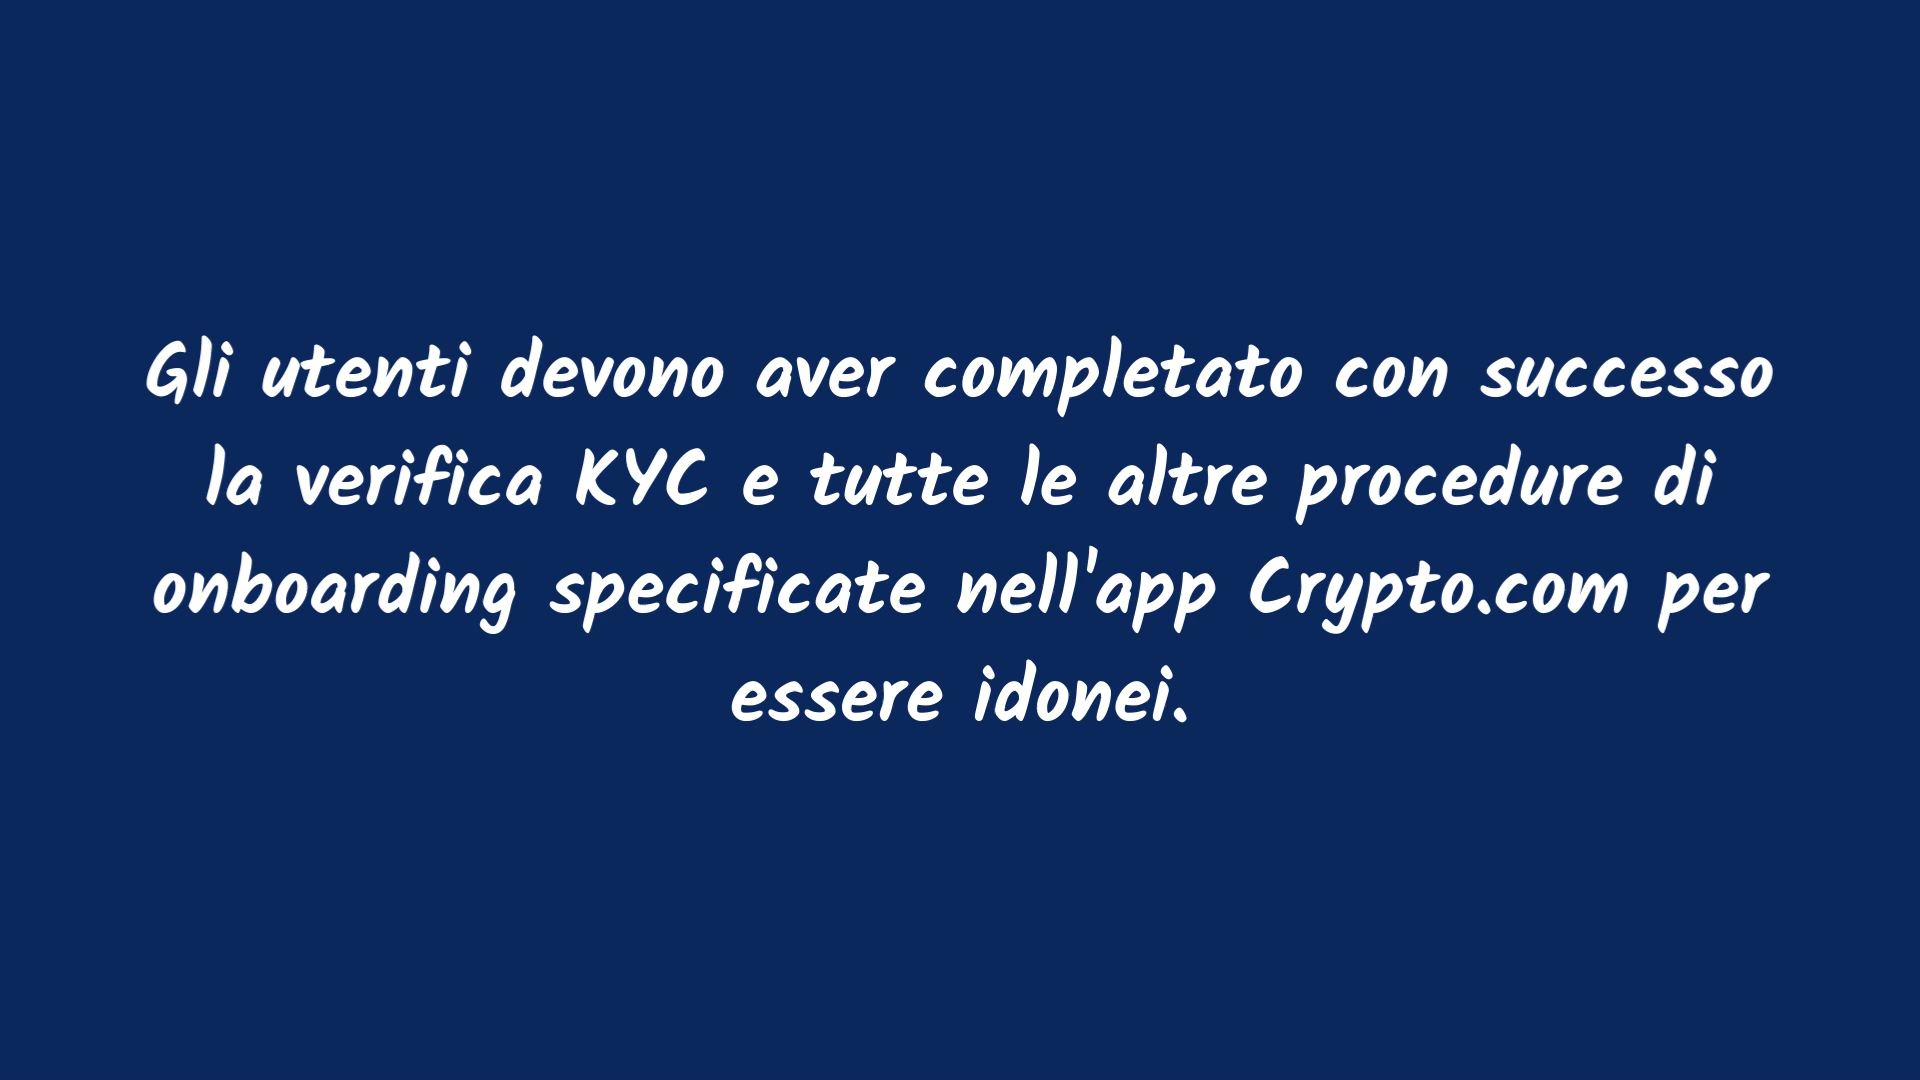 Gli utenti devono aver completato con successo
la verifica KYC e tutte le altre procedure di
onboarding specificate nell'app Crypto.com per
essere idonei.